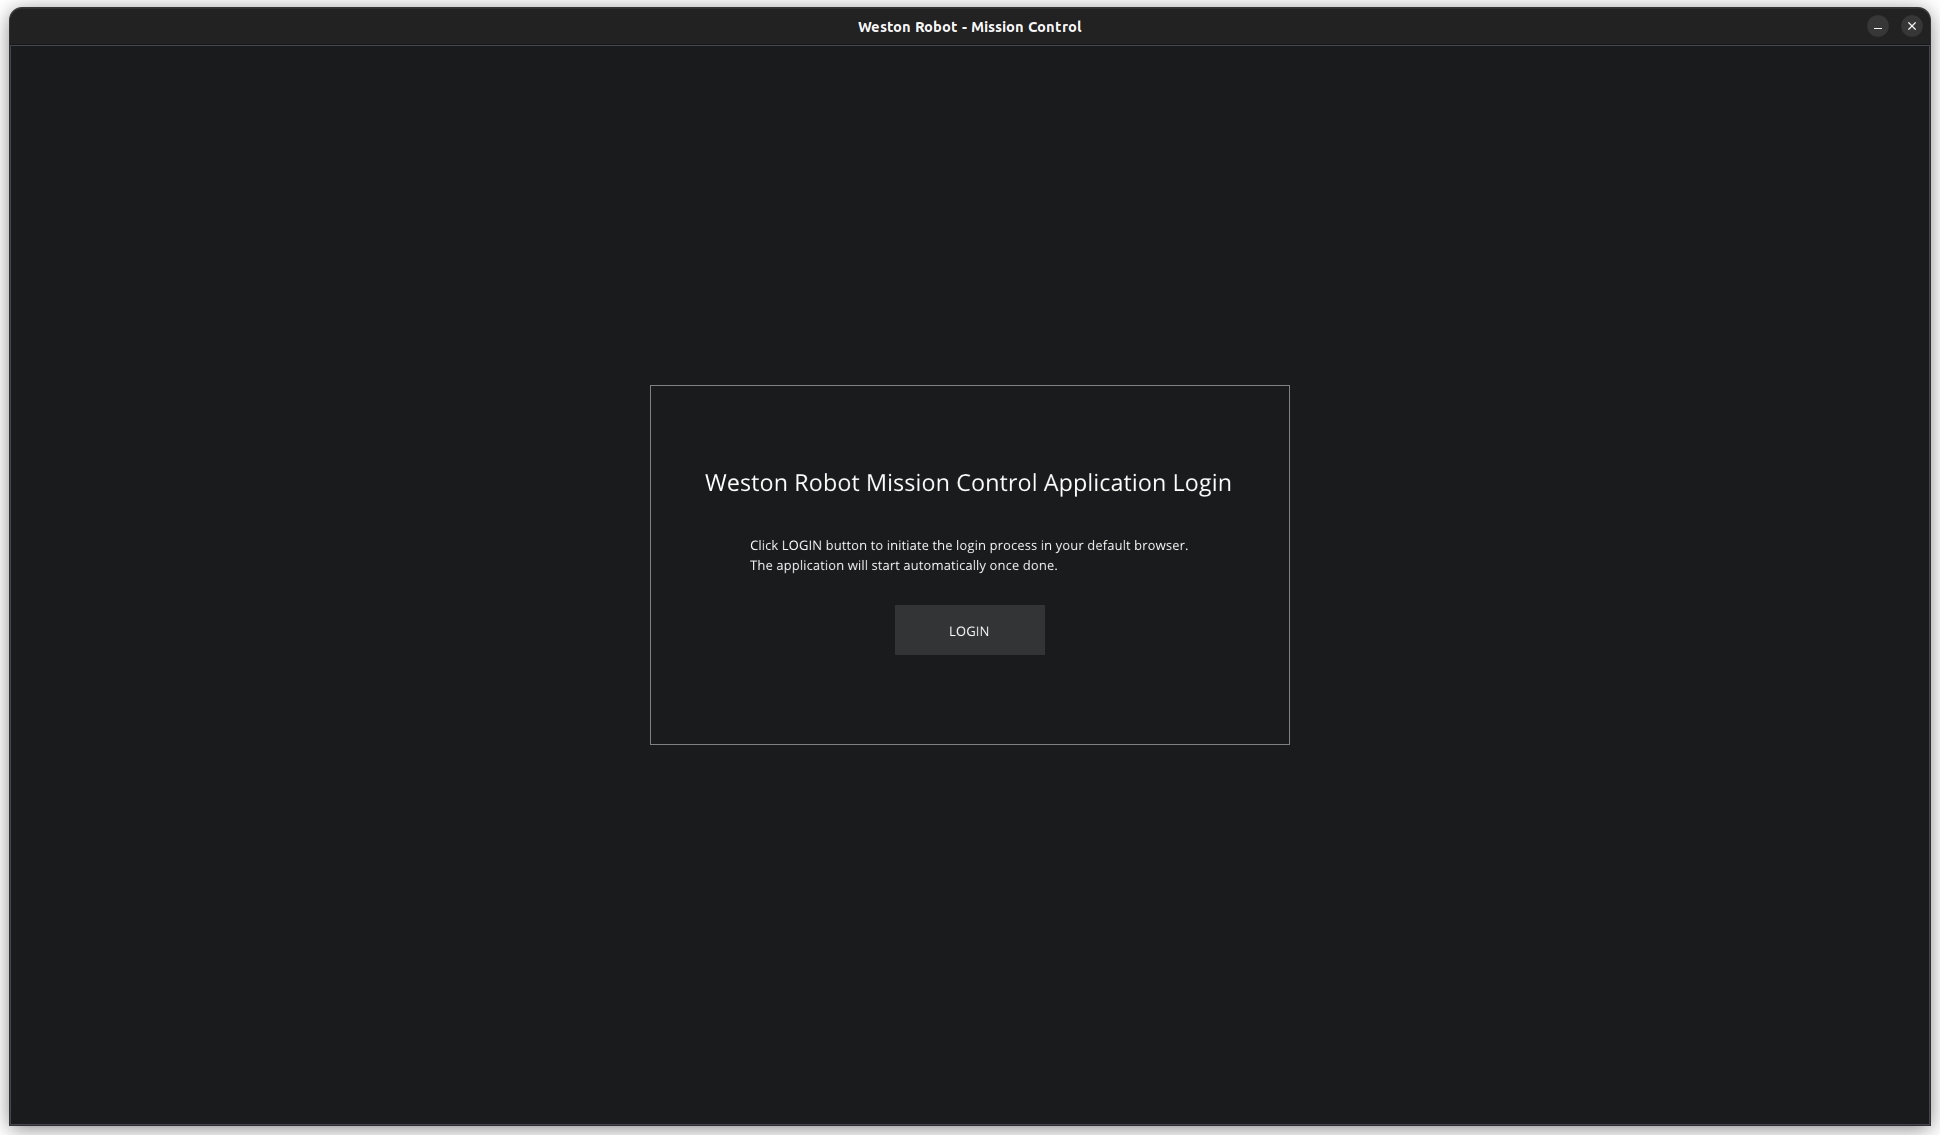 Weston Robot - Mission Control
Weston Robot Mission Control Application Login
Click LOGIN button to initiate the login process in your default browser.
The application will start automatically once done.
LOGIN